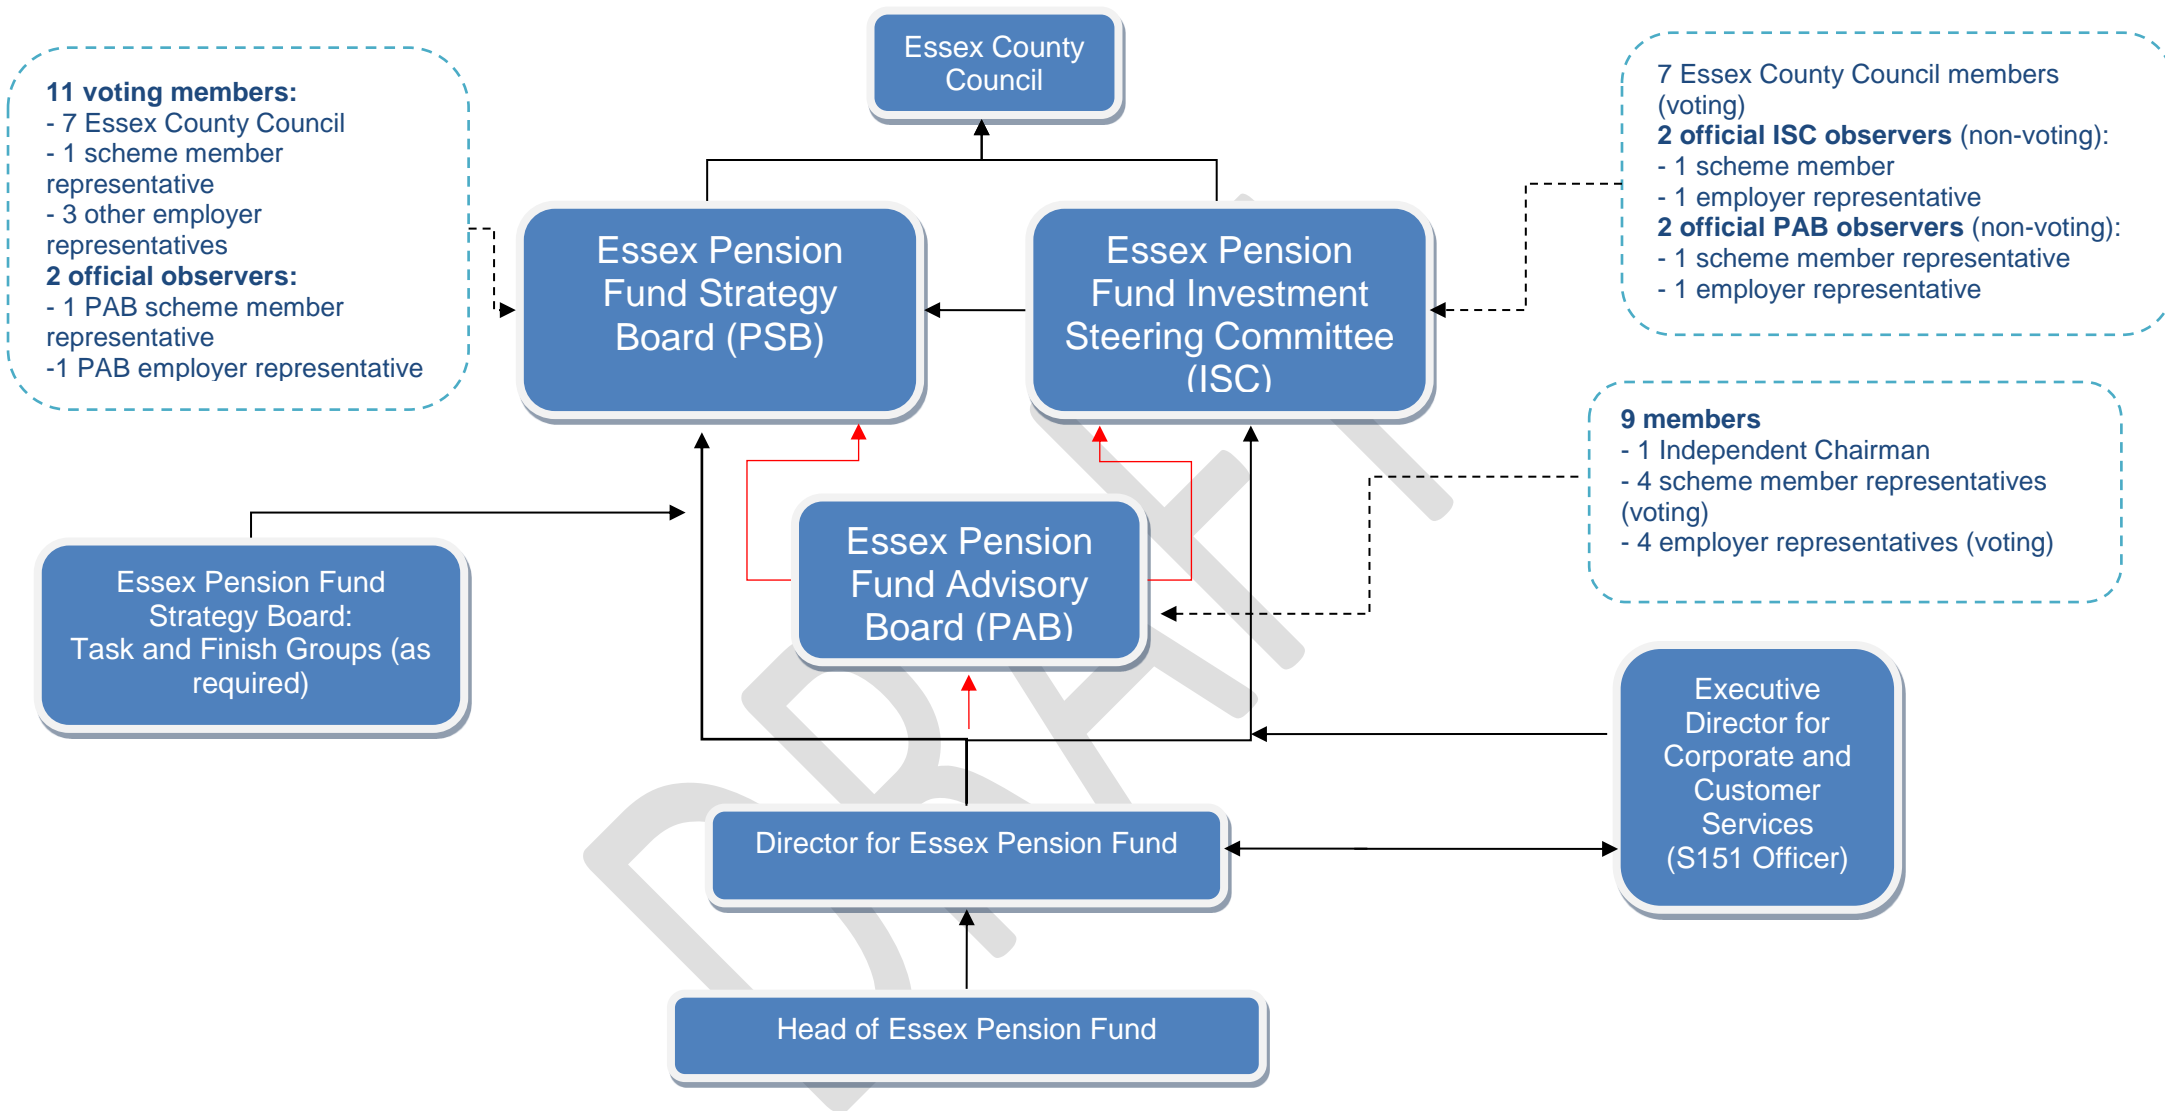 Essex County
Council
11 voting members:
- 7 Essex County Council
- 1 scheme member
representative
- 3 other employer
representatives
2 official observers:
- 1 PAB scheme member
representative
-1 PAB employer representative
7 Essex County Council members
(voting)
2 official ISC observers (non-voting):
- 1 scheme member
- 1 employer representative
2 official PAB observers (non-voting):
- 1 scheme member representative
- 1 employer representative
Essex Pension
Fund Strategy
Board (PSB)
Essex Pension
Fund Investment
Steering Committee
(ISC)
9 members
- 1 Independent Chairman
- 4 scheme member representatives
(voting)
- 4 employer representatives (voting)
Essex Pension
Fund Advisory
Board (PAB)
Essex Pension Fund
Strategy Board:
Task and Finish Groups (as
required)
Executive
Director for
Corporate and
Customer
Services
(S151 Officer)
Director for Essex Pension Fund
Head of Essex Pension Fund
DRAFT